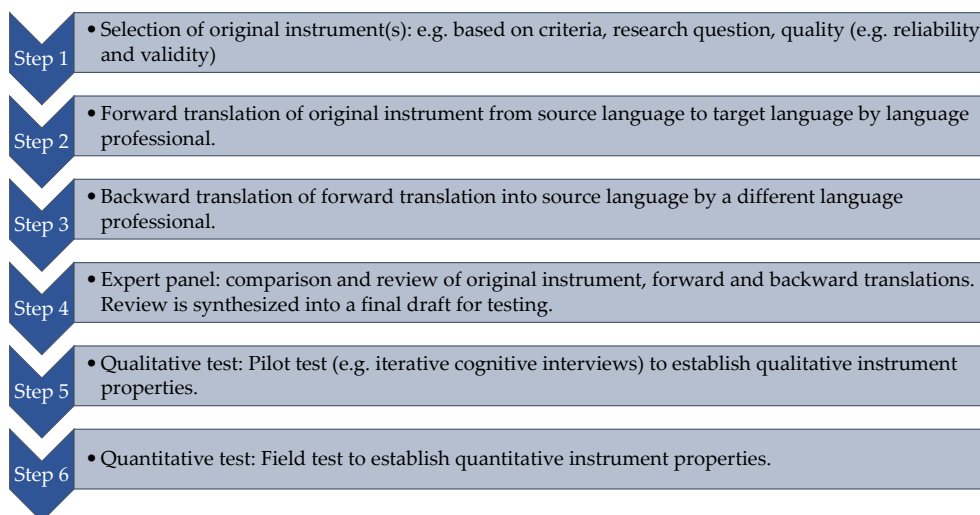 Step 1
• Selection of original instrument(s): e.g. based on criteria, research question, quality (e.g. reliability
and validity)
Step 2
• Forward translation of original instrument from source language to target language by language
professional.
Step 3
• Backward translation of forward translation into source language by a different language
professional.
Step 4
• Expert panel: comparison and review of original instrument, forward and backward translations.
Review is synthesized into a final draft for testing.
Step 5
• Qualitative test: Pilot test (e.g. iterative cognitive interviews) to establish qualitative instrument
properties.
Step 6
• Quantitative test: Field test to establish quantitative instrument properties.